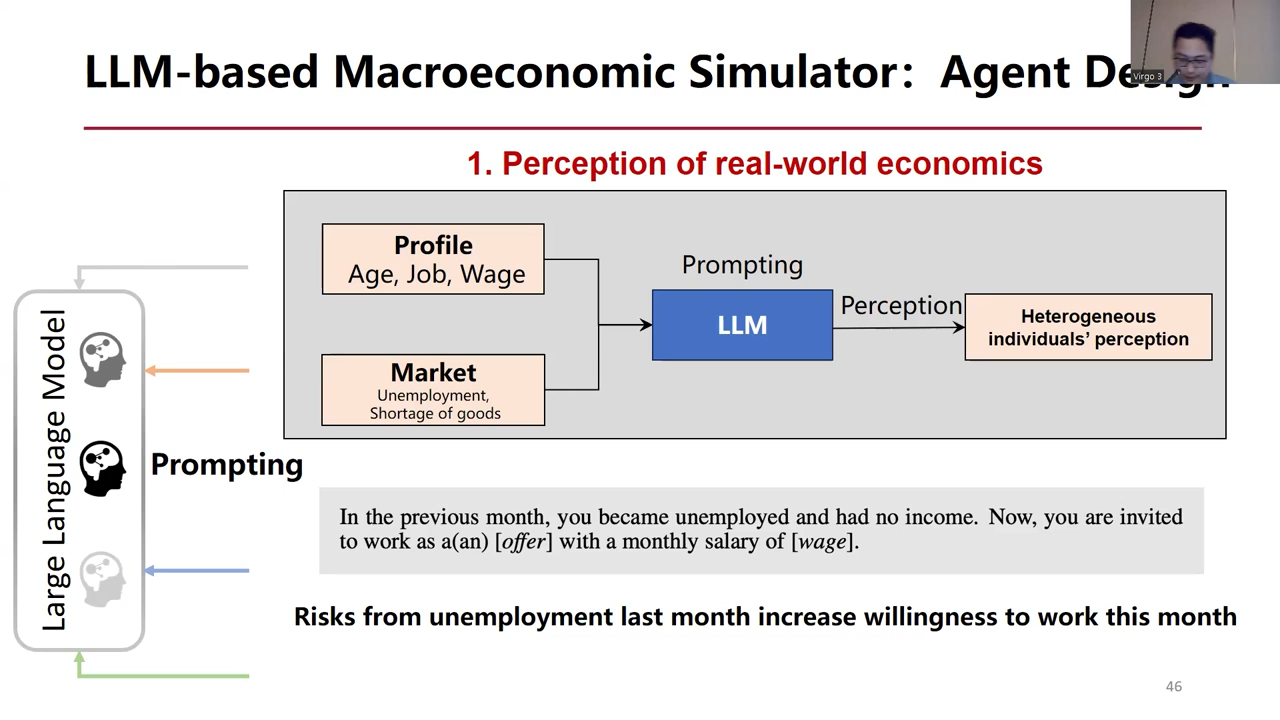 LLM-based Macroeconomic Simulator: Agent Design
Virgo 3
1. Perception of real-world economics
Profile
Age, Job, Wage
Market
Unemployment,
Shortage of goods
Prompting
LLM
Perception
Heterogeneous
individuals’ perception
Large Language Model
Prompting
In the previous month, you became unemployed and had no income. Now, you are invited
to work as a(an) [offer] with a monthly salary of [wage].
Risks from unemployment last month increase willingness to work this month
46